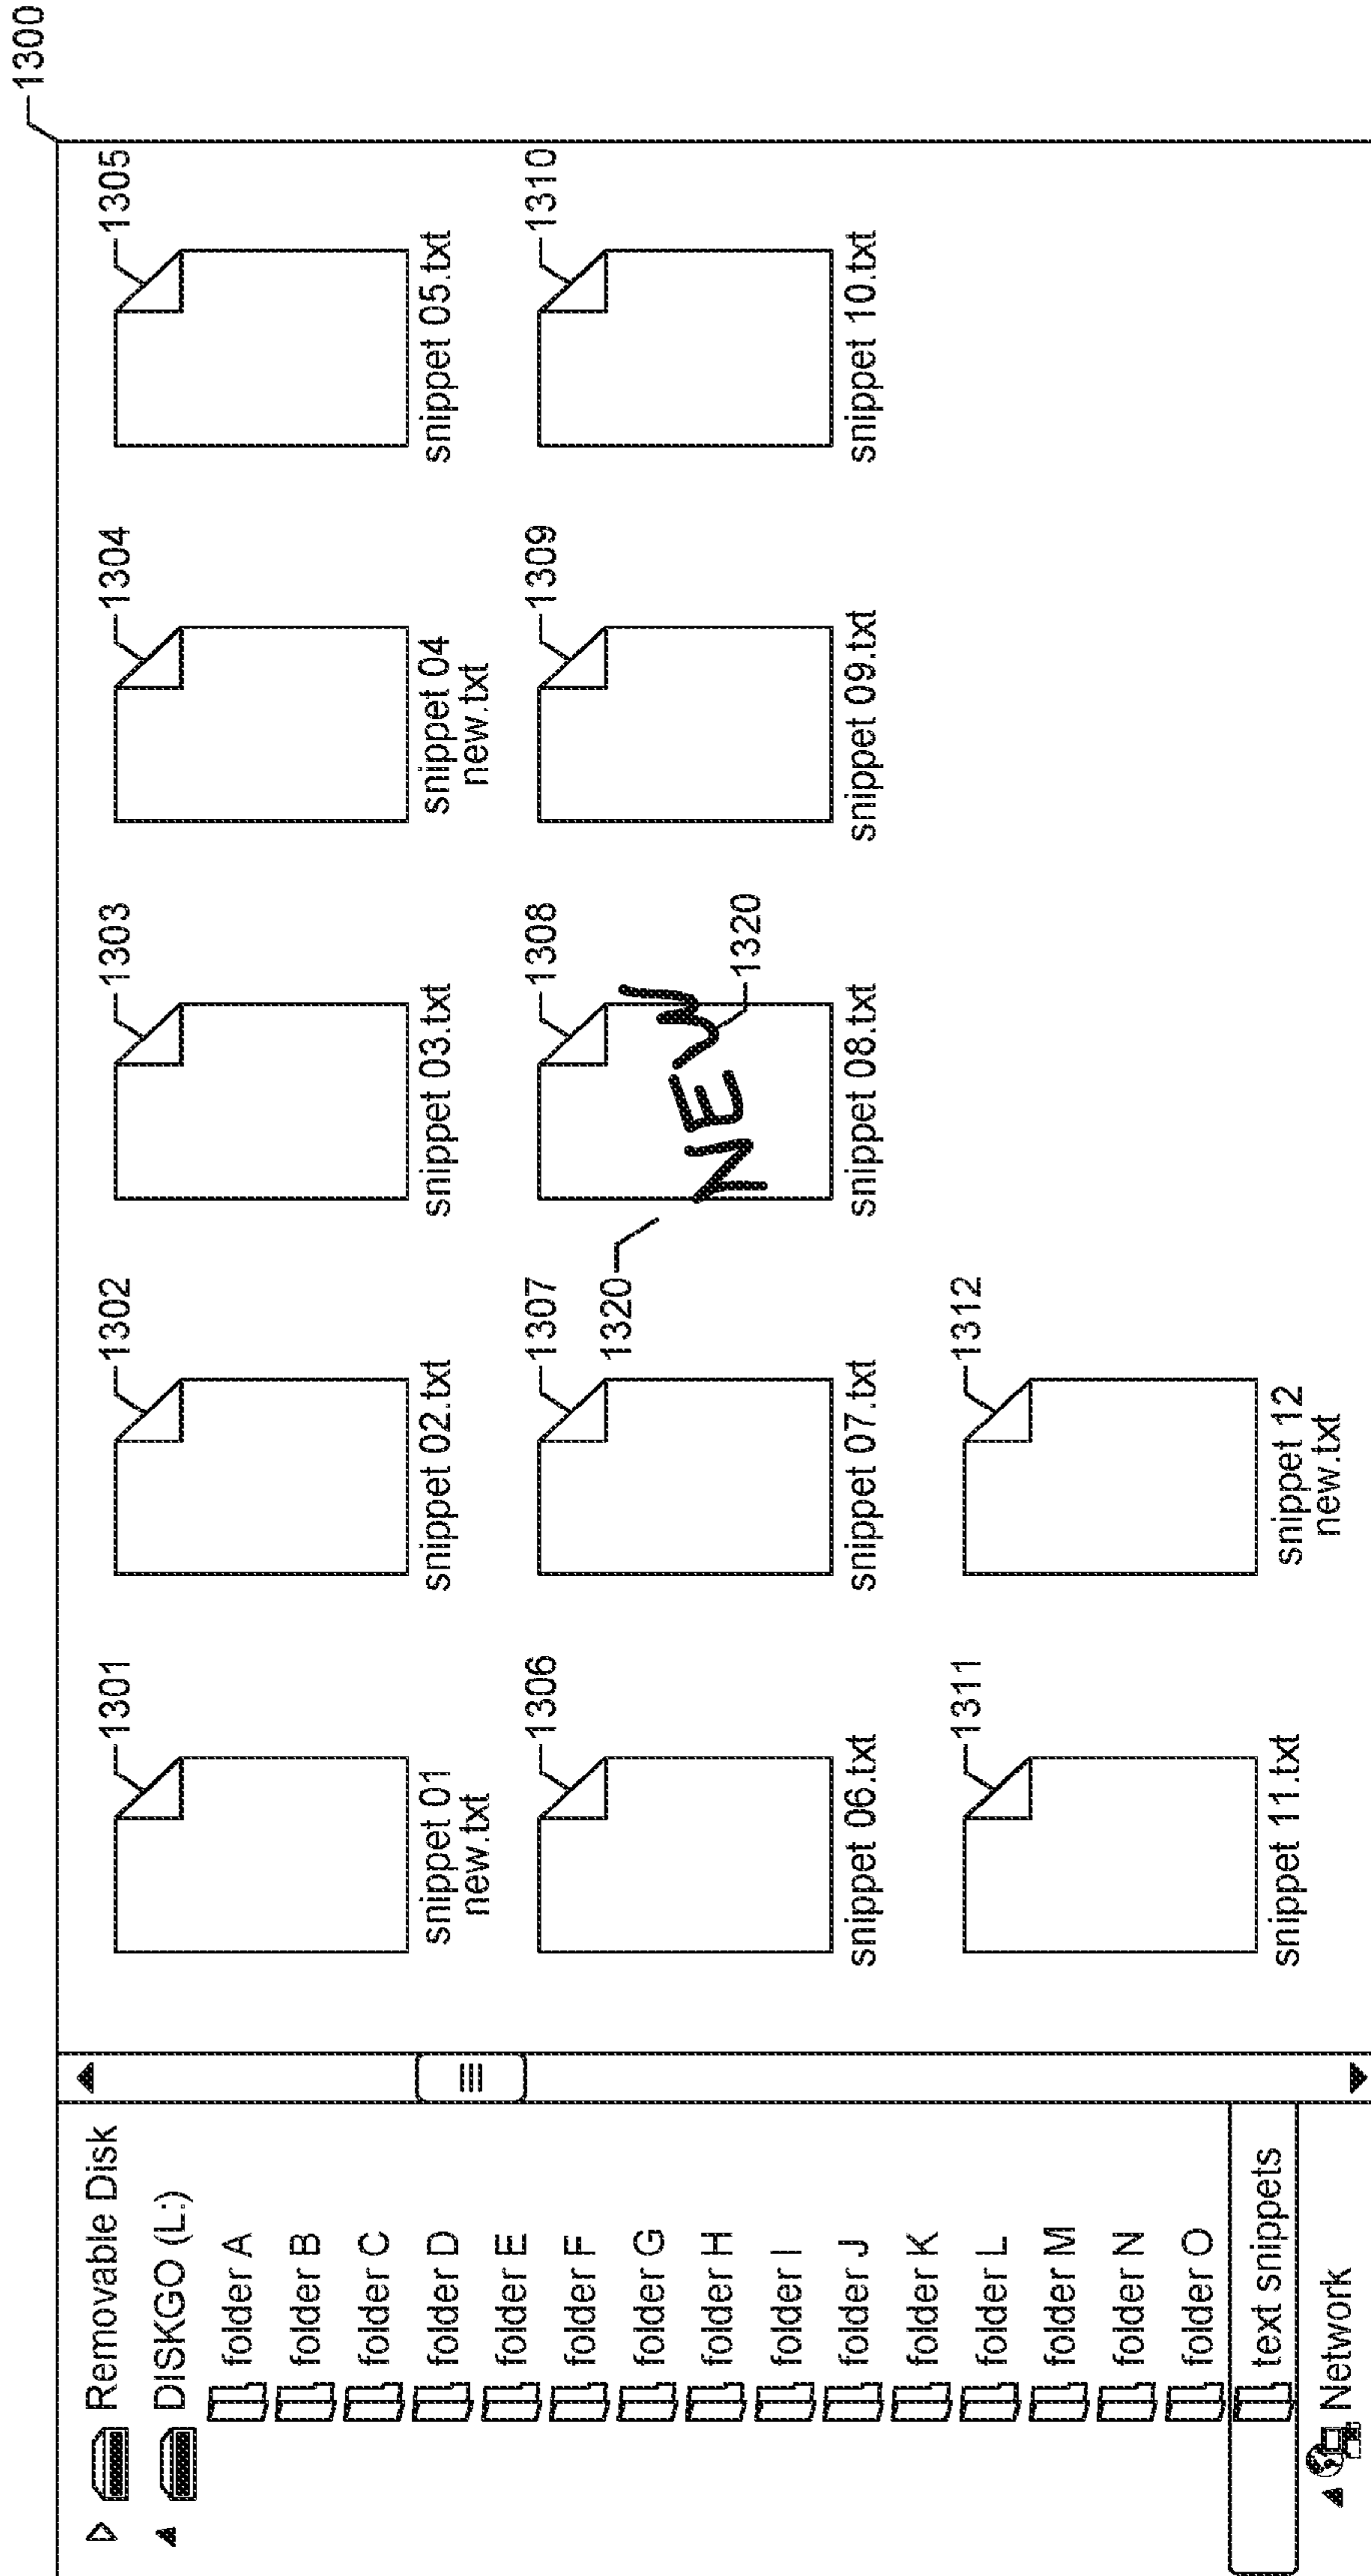 1300
Removable Disk
DISKGO (L:)
folder A
folder B
folder C
folder D
folder E
folder F
folder G
folder H
folder I
folder J
folder K
folder L
folder M
folder N
folder O
text snippets
Network
1301
snippet 01
new.txt
1302
snippet 02.txt
1303
snippet 03.txt
1304
snippet 04
new.txt
1305
snippet 05.txt
1306
snippet 06.txt
1307
snippet 07.txt
1320
1308
NEW
1320
snippet 08.txt
1309
snippet 09.txt
1310
snippet 10.txt
1311
snippet 11.txt
1312
snippet 12
new.txt